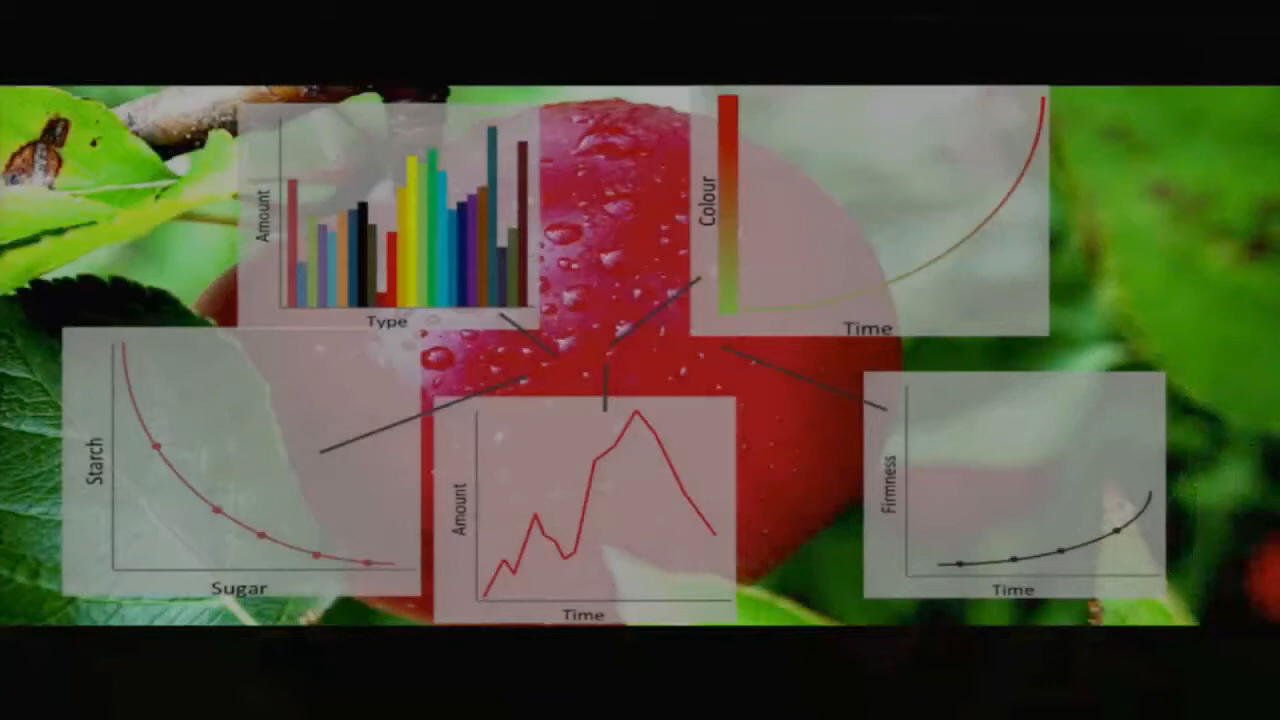 Amount
Type
Colour
Time
Starch
Sugar
Amount
Time
Firmness
Time